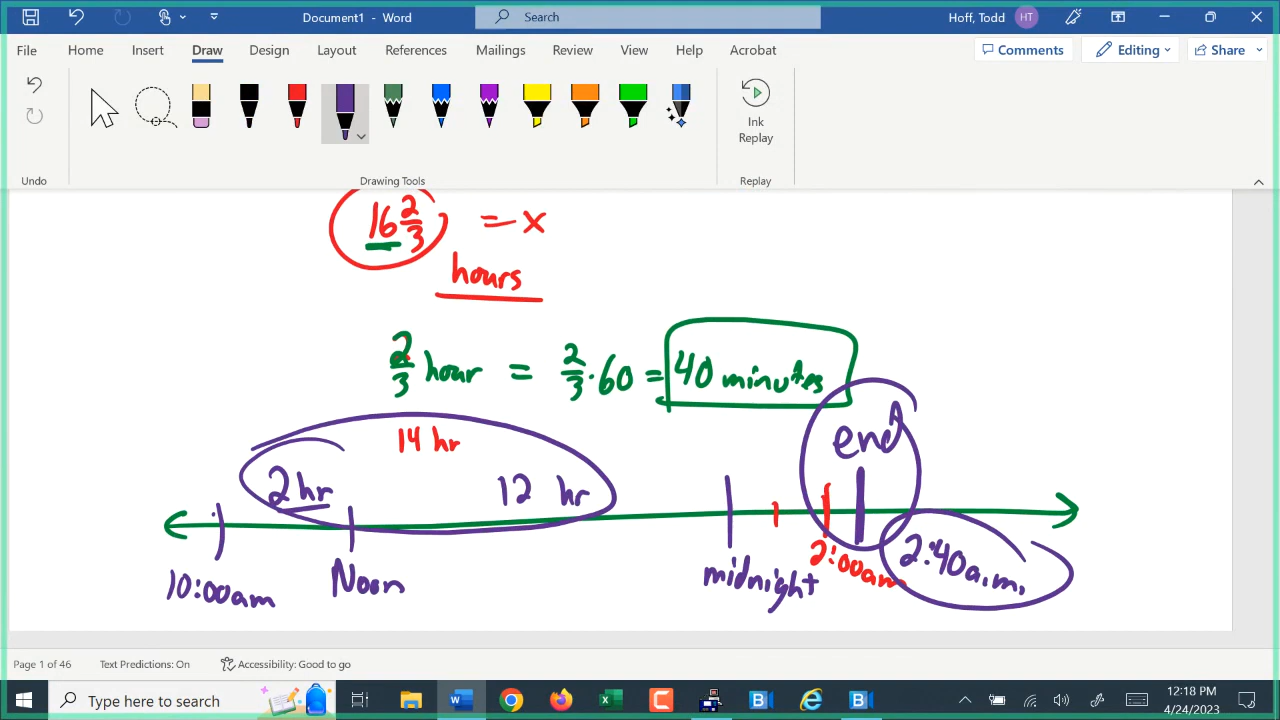 Document1 - Word
Search
Hoff, Todd HT
File Home Insert Draw Design Layout References Mailings Review View Help Acrobat
Comments Editing Share
Ink Replay
Undo Drawing Tools Replay
16 2/3 = x
hours
2/3 hour = 2/3 · 60 = 40 minutes
14 hr
end
2 hr 12 hr
10:00am Noon midnight 2:00am 2:40a.m.
Page 1 of 46 Text Predictions: On Accessibility: Good to go
Type here to search
12:18 PM
4/24/2023